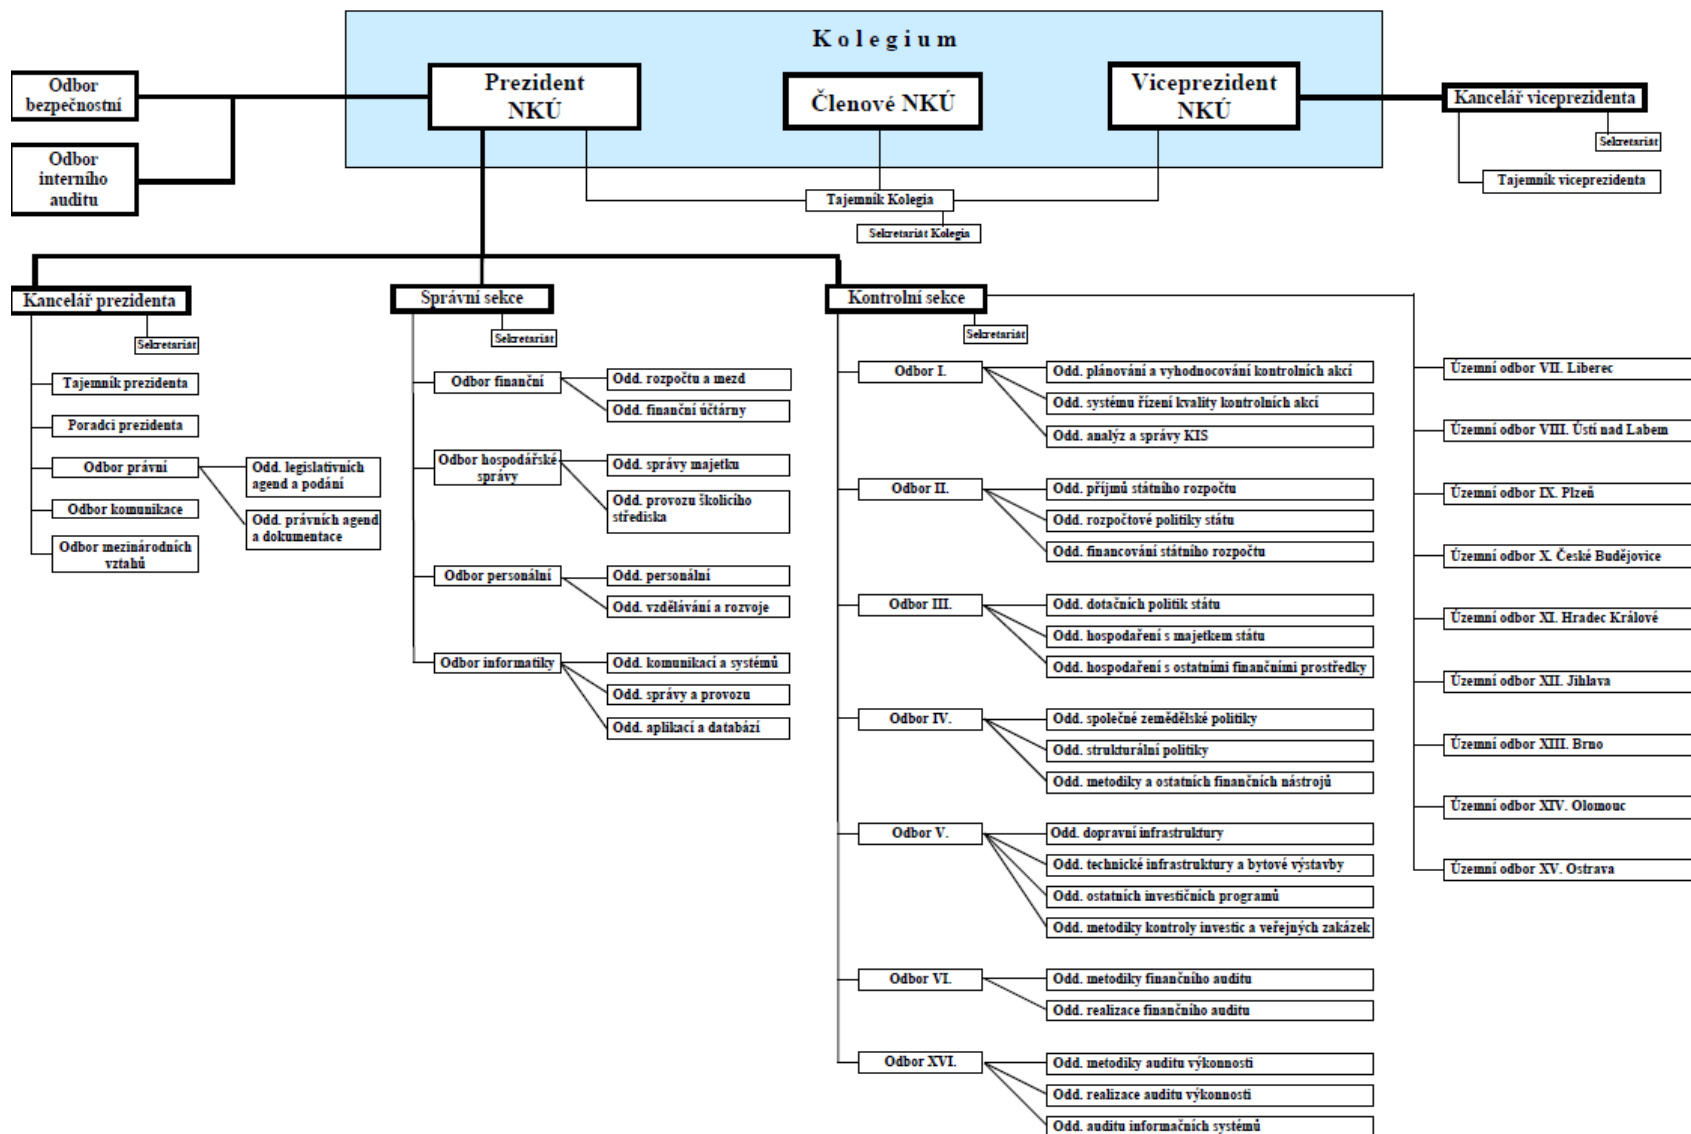 Kolegium
Prezident
NKÚ
Členové NKÚ
Viceprezident
NKÚ
Odbor
bezpečnostní
Odbor
interního
auditu
Kancelář viceprezidenta
Sekretariát
Tajemník viceprezidenta
Tajemník Kolegia
Sekretariát Kolegia
Kancelář prezidenta
Sekretariát
Tajemník prezidenta
Poradci prezidenta
Odbor právní
Odd. legislativních
agend a podání
Odd. právních agend
a dokumentace
Odbor komunikace
Odbor mezinárodních
vztahů
Správní sekce
Sekretariát
Odbor finanční
Odd. rozpočtu a mezd
Odd. finanční účtárny
Odbor hospodářské
správy
Odd. správy majetku
Odd. provozu školicího
střediska
Odbor personální
Odd. personální
Odd. vzdělávání a rozvoje
Odbor informatiky
Odd. komunikací a systémů
Odd. správy a provozu
Odd. aplikací a databází
Kontrolní sekce
Sekretariát
Odbor I.
Odd. plánování a vyhodnocování kontrolních akcí
Odd. systému řízení kvality kontrolních akcí
Odd. analýz a správy KIS
Odbor II.
Odd. příjmů státního rozpočtu
Odd. rozpočtové politiky státu
Odd. financování státního rozpočtu
Odbor III.
Odd. dotačních politik státu
Odd. hospodaření s majetkem státu
Odd. hospodaření s ostatními finančními prostředky
Odbor IV.
Odd. společné zemědělské politiky
Odd. strukturální politiky
Odd. metodiky a ostatních finančních nástrojů
Odbor V.
Odd. dopravní infrastruktury
Odd. technické infrastruktury a bytové výstavby
Odd. ostatních investičních programů
Odd. metodiky kontroly investic a veřejných zakázek
Odbor VI.
Odd. metodiky finančního auditu
Odd. realizace finančního auditu
Odbor XVI.
Odd. metodiky auditu výkonnosti
Odd. realizace auditu výkonnosti
Odd. auditu informačních systémů
Územní odbor VII. Liberec
Územní odbor VIII. Ústí nad Labem
Územní odbor IX. Plzeň
Územní odbor X. České Budějovice
Územní odbor XI. Hradec Králové
Územní odbor XII. Jihlava
Územní odbor XIII. Brno
Územní odbor XIV. Olomouc
Územní odbor XV. Ostrava